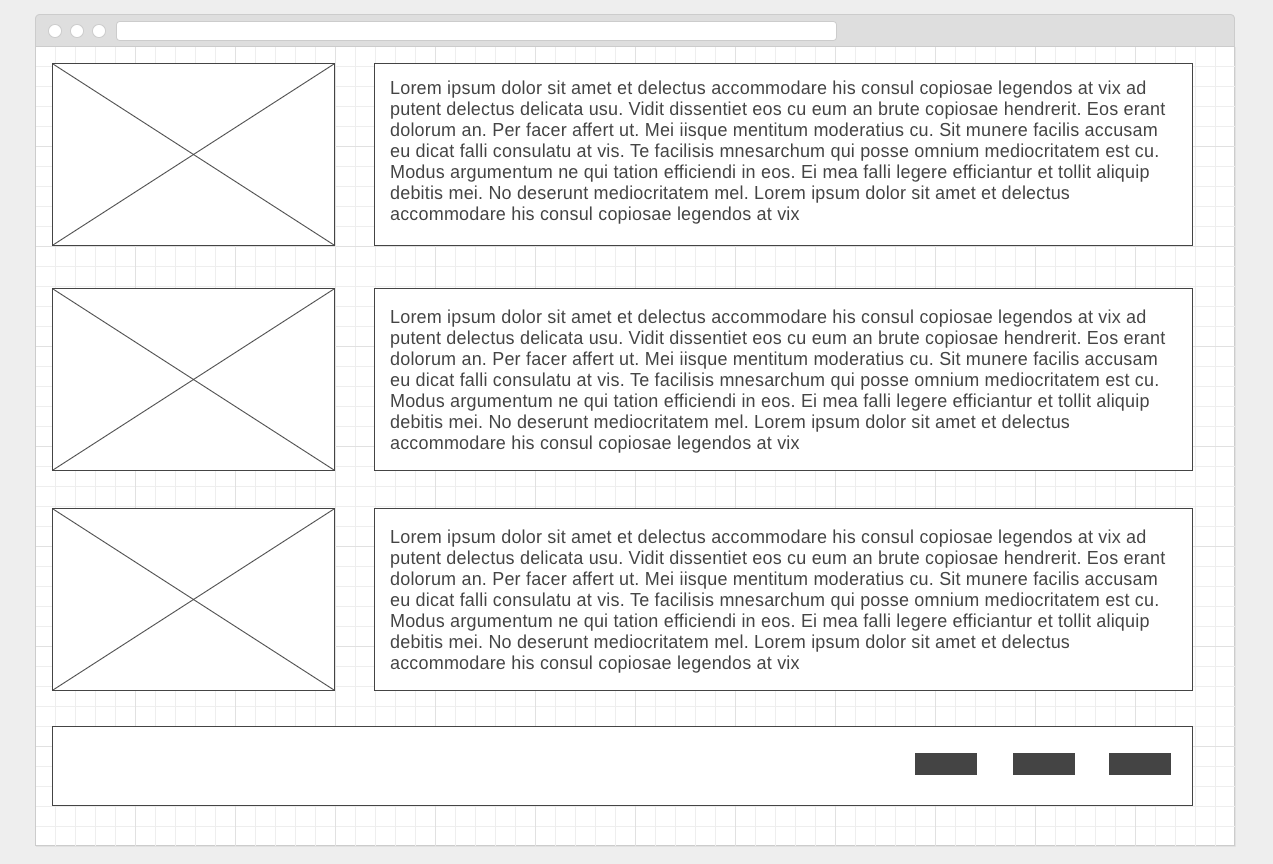 Lorem ipsum dolor sit amet et delectus accommodare his consul copiosae legendos at vix ad
putent delectus delicata usu. Vidit dissentiet eos cu eum an brute copiosae hendrerit. Eos erant
dolorum an. Per facer affert ut. Mei iisque mentitum moderatius cu. Sit munere facilis accusam
eu dicat falli consulatu at vis. Te facilisis mnesarchum qui posse omnium mediocritatem est cu.
Modus argumentum ne qui tation efficiendi in eos. Ei mea falli legere efficiantur et tollit aliquip
debitis mei. No deserunt mediocritatem mel. Lorem ipsum dolor sit amet et delectus
accommodare his consul copiosae legendos at vix
Lorem ipsum dolor sit amet et delectus accommodare his consul copiosae legendos at vix ad
putent delectus delicata usu. Vidit dissentiet eos cu eum an brute copiosae hendrerit. Eos erant
dolorum an. Per facer affert ut. Mei iisque mentitum moderatius cu. Sit munere facilis accusam
eu dicat falli consulatu at vis. Te facilisis mnesarchum qui posse omnium mediocritatem est cu.
Modus argumentum ne qui tation efficiendi in eos. Ei mea falli legere efficiantur et tollit aliquip
debitis mei. No deserunt mediocritatem mel. Lorem ipsum dolor sit amet et delectus
accommodare his consul copiosae legendos at vix
Lorem ipsum dolor sit amet et delectus accommodare his consul copiosae legendos at vix ad
putent delectus delicata usu. Vidit dissentiet eos cu eum an brute copiosae hendrerit. Eos erant
dolorum an. Per facer affert ut. Mei iisque mentitum moderatius cu. Sit munere facilis accusam
eu dicat falli consulatu at vis. Te facilisis mnesarchum qui posse omnium mediocritatem est cu.
Modus argumentum ne qui tation efficiendi in eos. Ei mea falli legere efficiantur et tollit aliquip
debitis mei. No deserunt mediocritatem mel. Lorem ipsum dolor sit amet et delectus
accommodare his consul copiosae legendos at vix